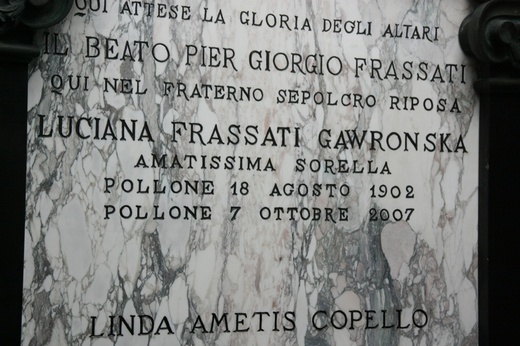 QUI ATTESE LA GLORIA DEGLI ALTARI
IL BEATO PIER GIORGIO FRASSATI
QUI NEL FRATERNO SEPOLCRO RIPOSA
LUCIANA FRASSATI GAWRONSKA
AMATISSIMA SORELLA
POLLONE 18 AGOSTO 1902
POLLONE 7 OTTOBRE 2007
LINDA AMETIS COPELLO